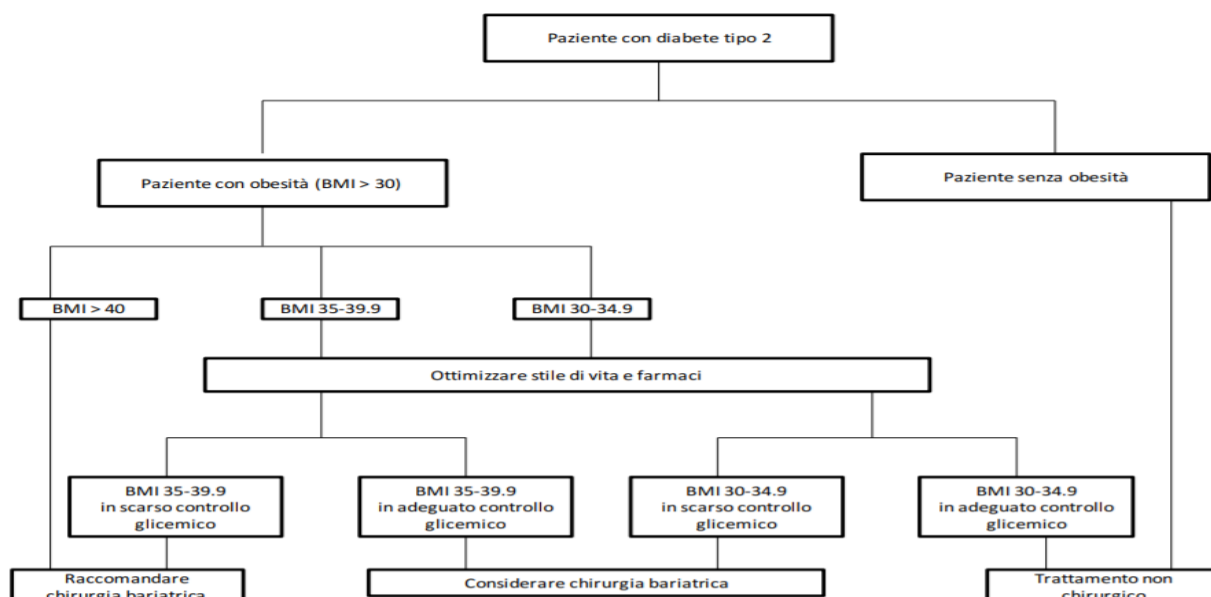 Paziente con diabete tipo 2
Paziente con obesità (BMI > 30)
Paziente senza obesità
BMI > 40
BMI 35-39.9
BMI 30-34.9
Ottimizzare stile di vita e farmaci
BMI 35-39.9
in scarso controllo
glicemico
BMI 35-39.9
in adeguato controllo
glicemico
BMI 30-34.9
in scarso controllo
glicemico
BMI 30-34.9
in adeguato controllo
glicemico
Raccomandare
chirurgia bariatrica
Considerare chirurgia bariatrica
Trattamento non
chirurgico